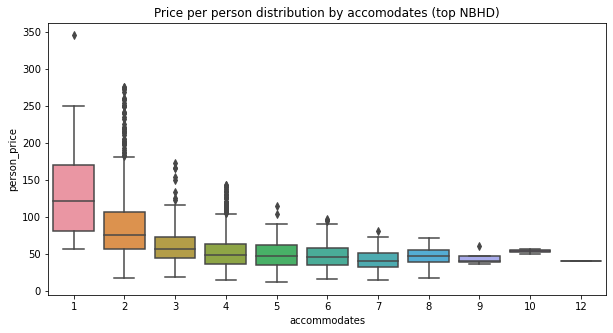 Price per person distribution by accomodates (top NBHD)
person_price
350
300
250
200
150
100
50
0
1 2 3 4 5 6 7 8 9 10 12
accommodates